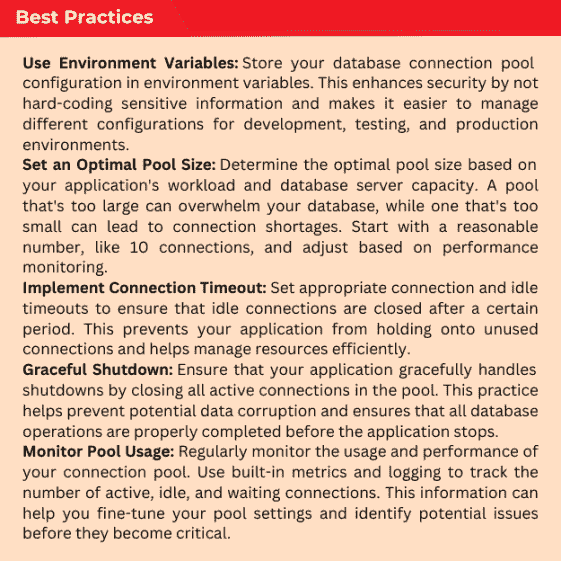 Best Practices
Use Environment Variables: Store your database connection pool
configuration in environment variables. This enhances security by not
hard-coding sensitive information and makes it easier to manage
different configurations for development, testing, and production
environments.
Set an Optimal Pool Size: Determine the optimal pool size based on
your application's workload and database server capacity. A pool
that's too large can overwhelm your database, while one that's too
small can lead to connection shortages. Start with a reasonable
number, like 10 connections, and adjust based on performance
monitoring.
Implement Connection Timeout: Set appropriate connection and idle
timeouts to ensure that idle connections are closed after a certain
period. This prevents your application from holding onto unused
connections and helps manage resources efficiently.
Graceful Shutdown: Ensure that your application gracefully handles
shutdowns by closing all active connections in the pool. This practice
helps prevent potential data corruption and ensures that all database
operations are properly completed before the application stops.
Monitor Pool Usage: Regularly monitor the usage and performance of
your connection pool. Use built-in metrics and logging to track the
number of active, idle, and waiting connections. This information can
help you fine-tune your pool settings and identify potential issues
before they become critical.